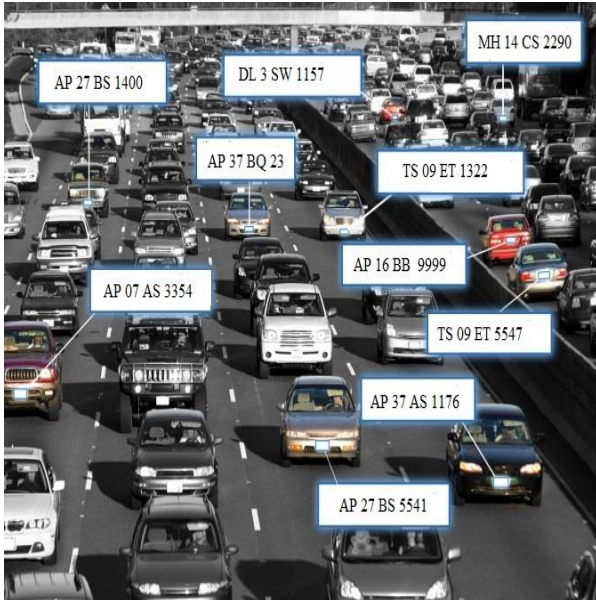 MH 14 CS 2290
AP 27 BS 1400
DL 3 SW 1157
AP 37 BQ 23
TS 09 ET 1322
AP 16 BB 9999
AP 07 AS 3354
TS 09 ET 5547
AP 37 AS 1176
AP 27 BS 5541